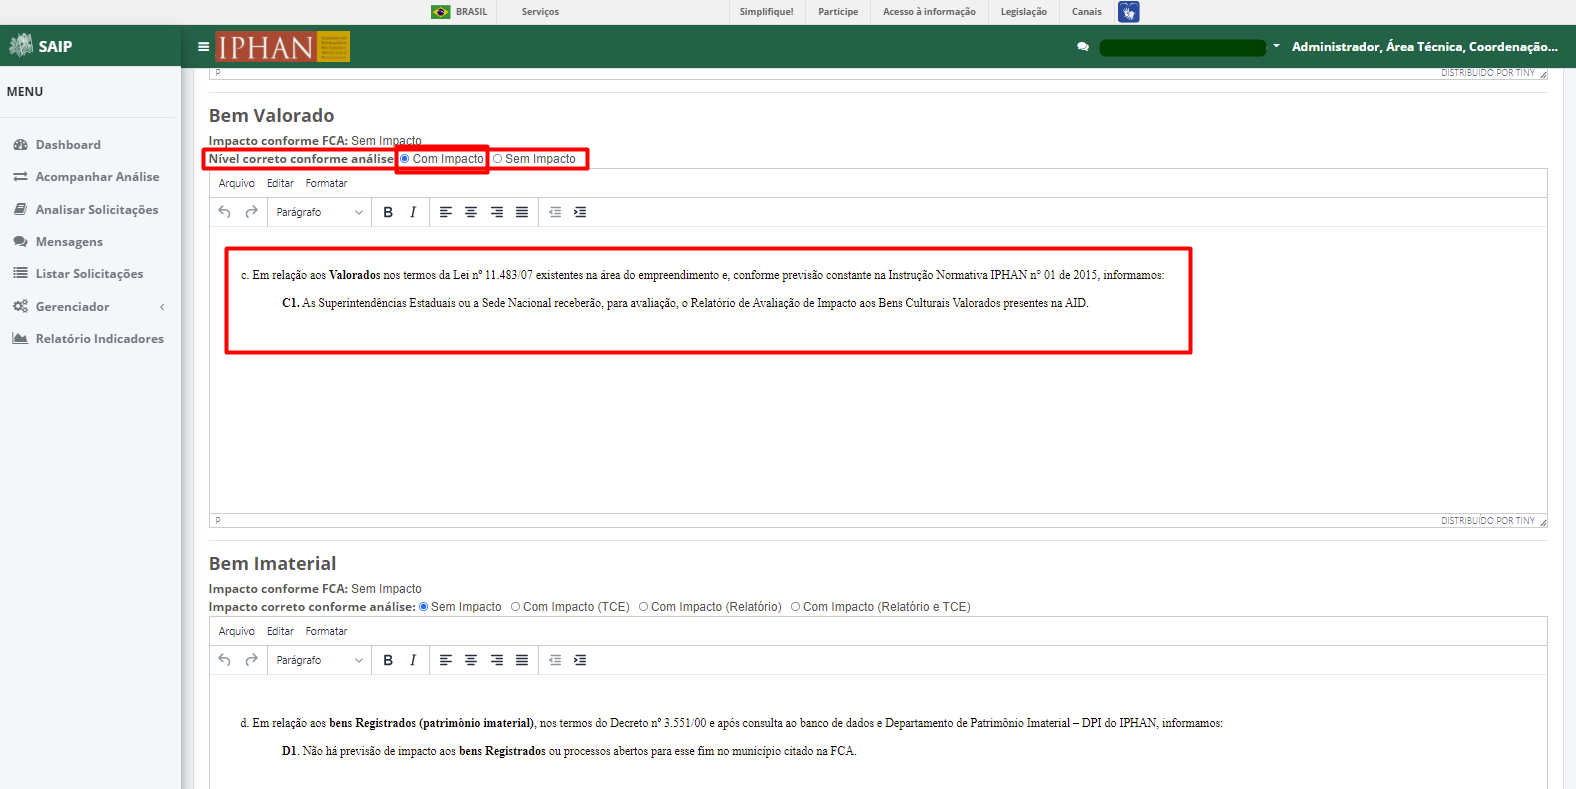 BRASIL Serviços Simplifique! Participe Acesso à informação Legislação Canais
SAIP IPHAN Administrador, Área Técnica, Coordenação...
P DISTRIBUÍDO POR TINY
MENU
Dashboard
Acompanhar Análise
Analisar Solicitações
Mensagens
Listar Solicitações
Gerenciador
Relatório Indicadores
Bem Valorado
Impacto conforme FCA: Sem Impacto
Nível correto conforme análise Com Impacto Sem Impacto
Arquivo Editar Formatar
Parágrafo B I
c. Em relação aos Valorados nos termos da Lei nº 11.483/07 existentes na área do empreendimento e, conforme previsão constante na Instrução Normativa IPHAN n° 01 de 2015, informamos:
C1. As Superintendências Estaduais ou a Sede Nacional receberão, para avaliação, o Relatório de Avaliação de Impacto aos Bens Culturais Valorados presentes na AID.
P DISTRIBUÍDO POR TINY
Bem Imaterial
Impacto conforme FCA: Sem Impacto
Impacto correto conforme análise: Sem Impacto Com Impacto (TCE) Com Impacto (Relatório) Com Impacto (Relatório e TCE)
Arquivo Editar Formatar
Parágrafo B I
d. Em relação aos bens Registrados (patrimônio imaterial), nos termos do Decreto nº 3.551/00 e após consulta ao banco de dados e Departamento de Patrimônio Imaterial – DPI do IPHAN, informamos:
D1. Não há previsão de impacto aos bens Registrados ou processos abertos para esse fim no município citado na FCA.